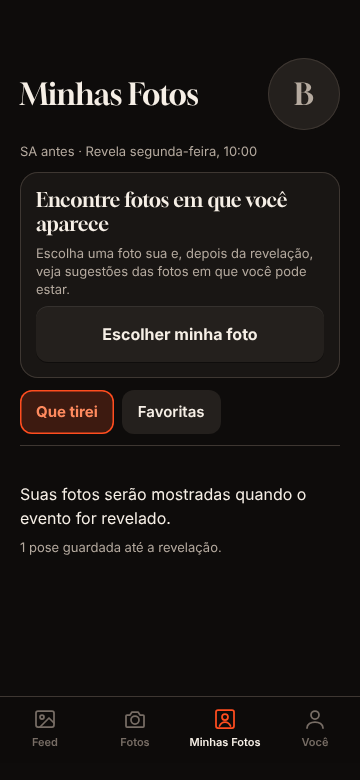 Minhas Fotos
B
SA antes · Revela segunda-feira, 10:00
Encontre fotos em que você
aparece
Escolha uma foto sua e, depois da revelação,
veja sugestões das fotos em que você pode
estar.
Escolher minha foto
Que tirei
Favoritas
Suas fotos serão mostradas quando o
evento for revelado.
1 pose guardada até a revelação.
Feed
Fotos
Minhas Fotos
Você